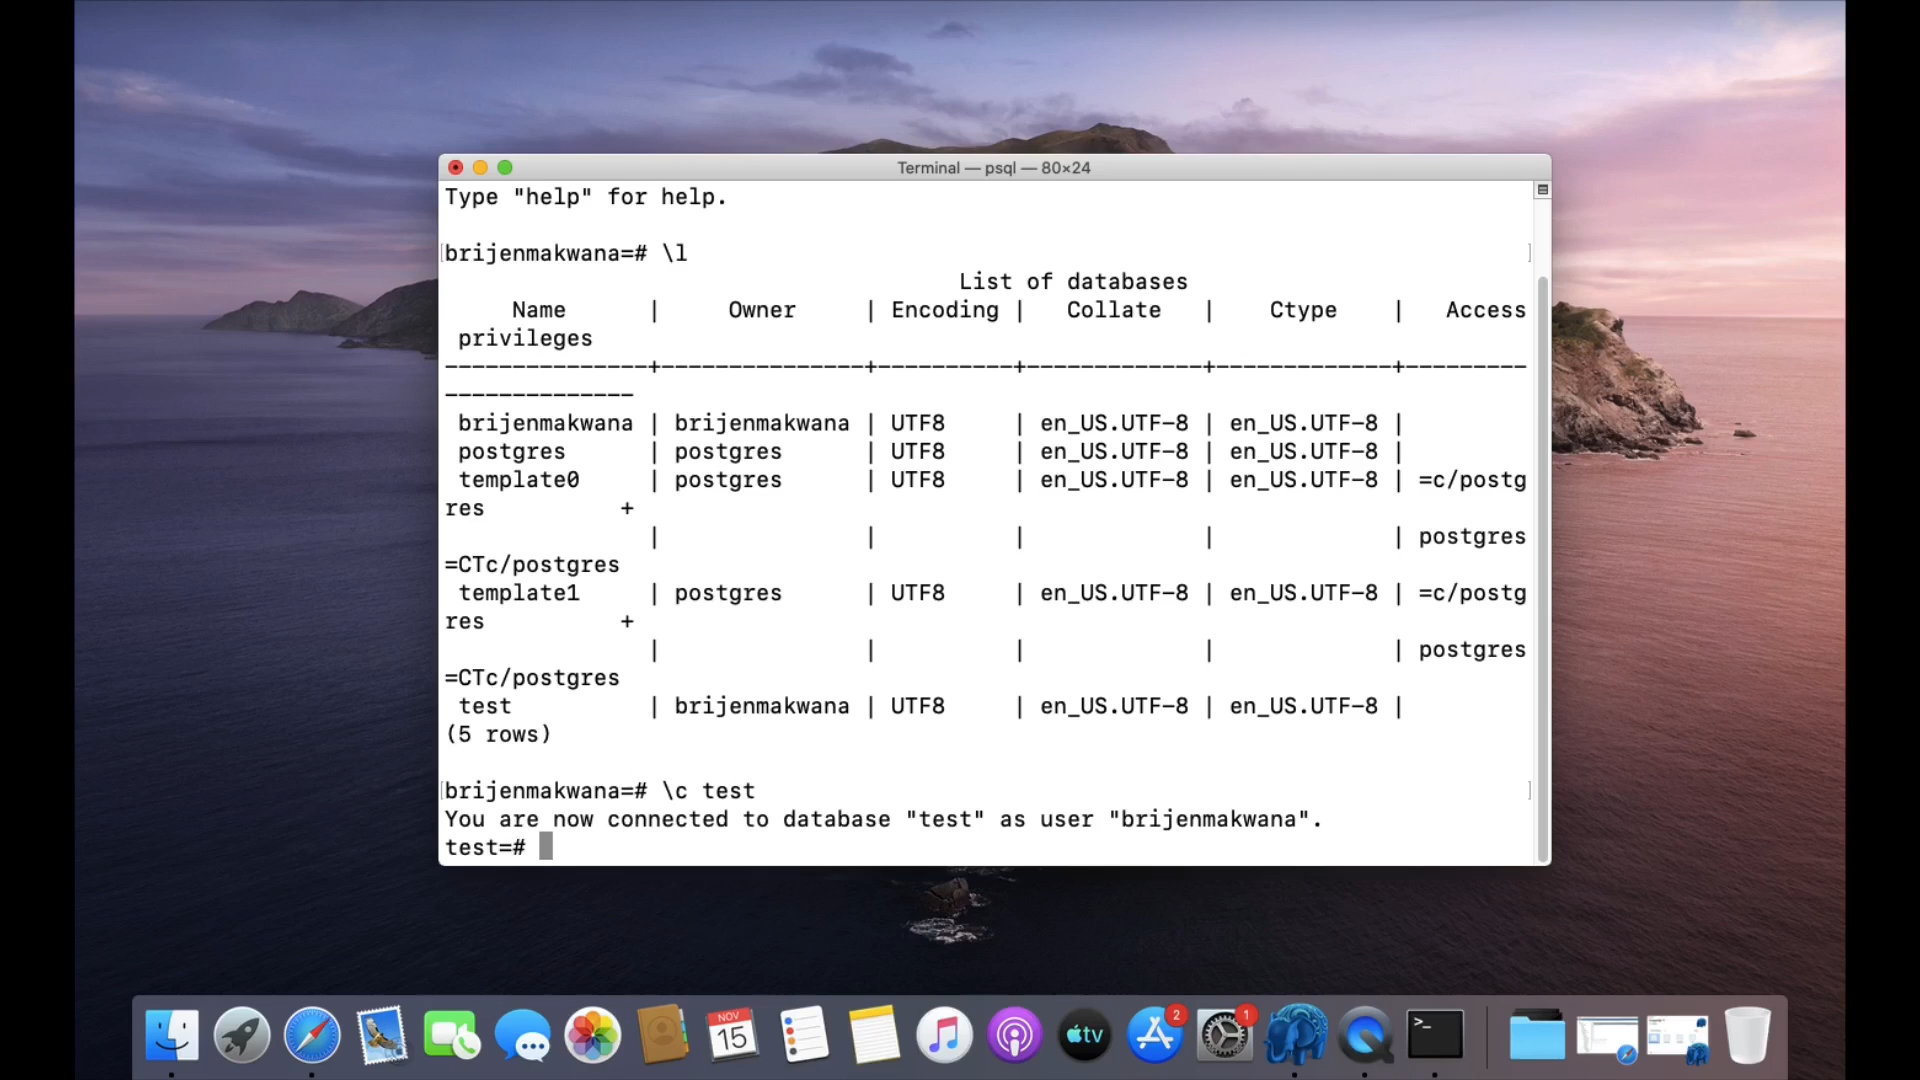 Terminal — psql — 80×24
Type "help" for help.
brijenmakwana=# \l
List of databases
Name | Owner | Encoding | Collate | Ctype | Access
privileges
---------------+---------------+----------+-------------+-------------+---------
--------------
brijenmakwana | brijenmakwana | UTF8 | en_US.UTF-8 | en_US.UTF-8 |
postgres | postgres | UTF8 | en_US.UTF-8 | en_US.UTF-8 |
template0 | postgres | UTF8 | en_US.UTF-8 | en_US.UTF-8 | =c/postg
res +
| | | | | postgres
=CTc/postgres
template1 | postgres | UTF8 | en_US.UTF-8 | en_US.UTF-8 | =c/postg
res +
| | | | | postgres
=CTc/postgres
test | brijenmakwana | UTF8 | en_US.UTF-8 | en_US.UTF-8 |
(5 rows)
brijenmakwana=# \c test
You are now connected to database "test" as user "brijenmakwana".
test=#
NOV
15
tv
2
1
>_